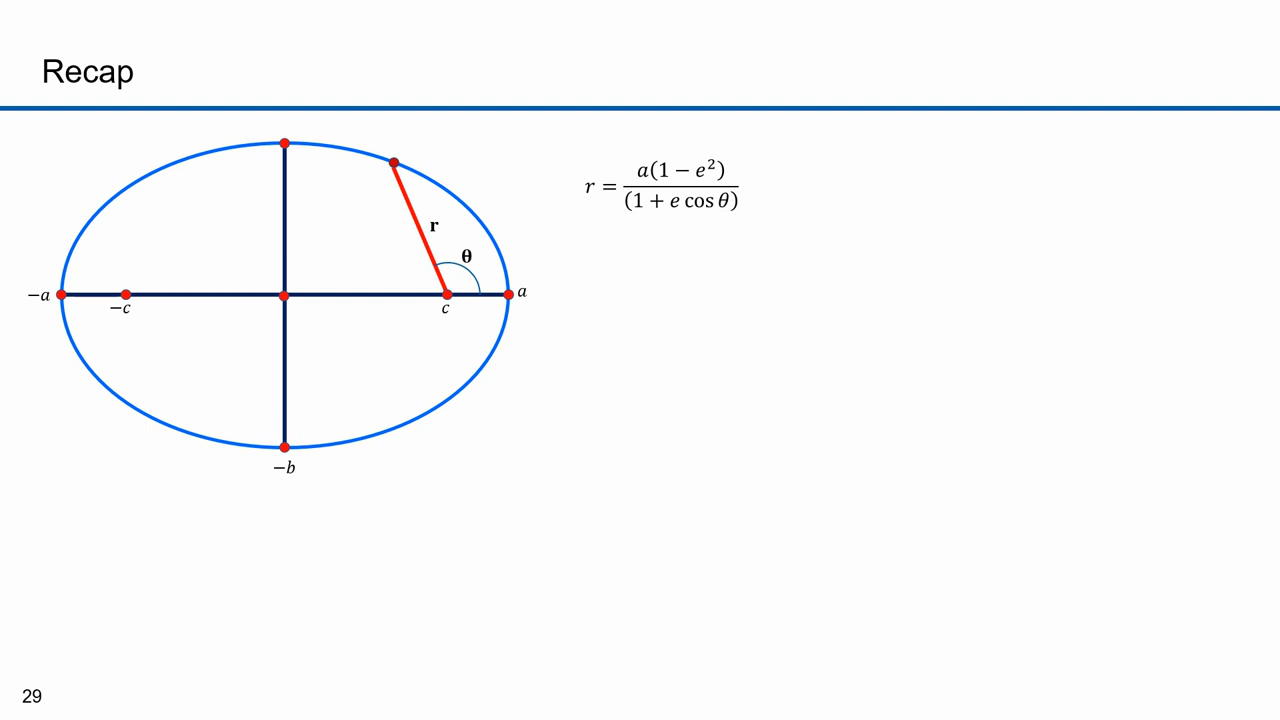 Recap
r = a(1 − e²) / (1 + e cos θ)
r
θ
−a
−c
c
a
−b
29